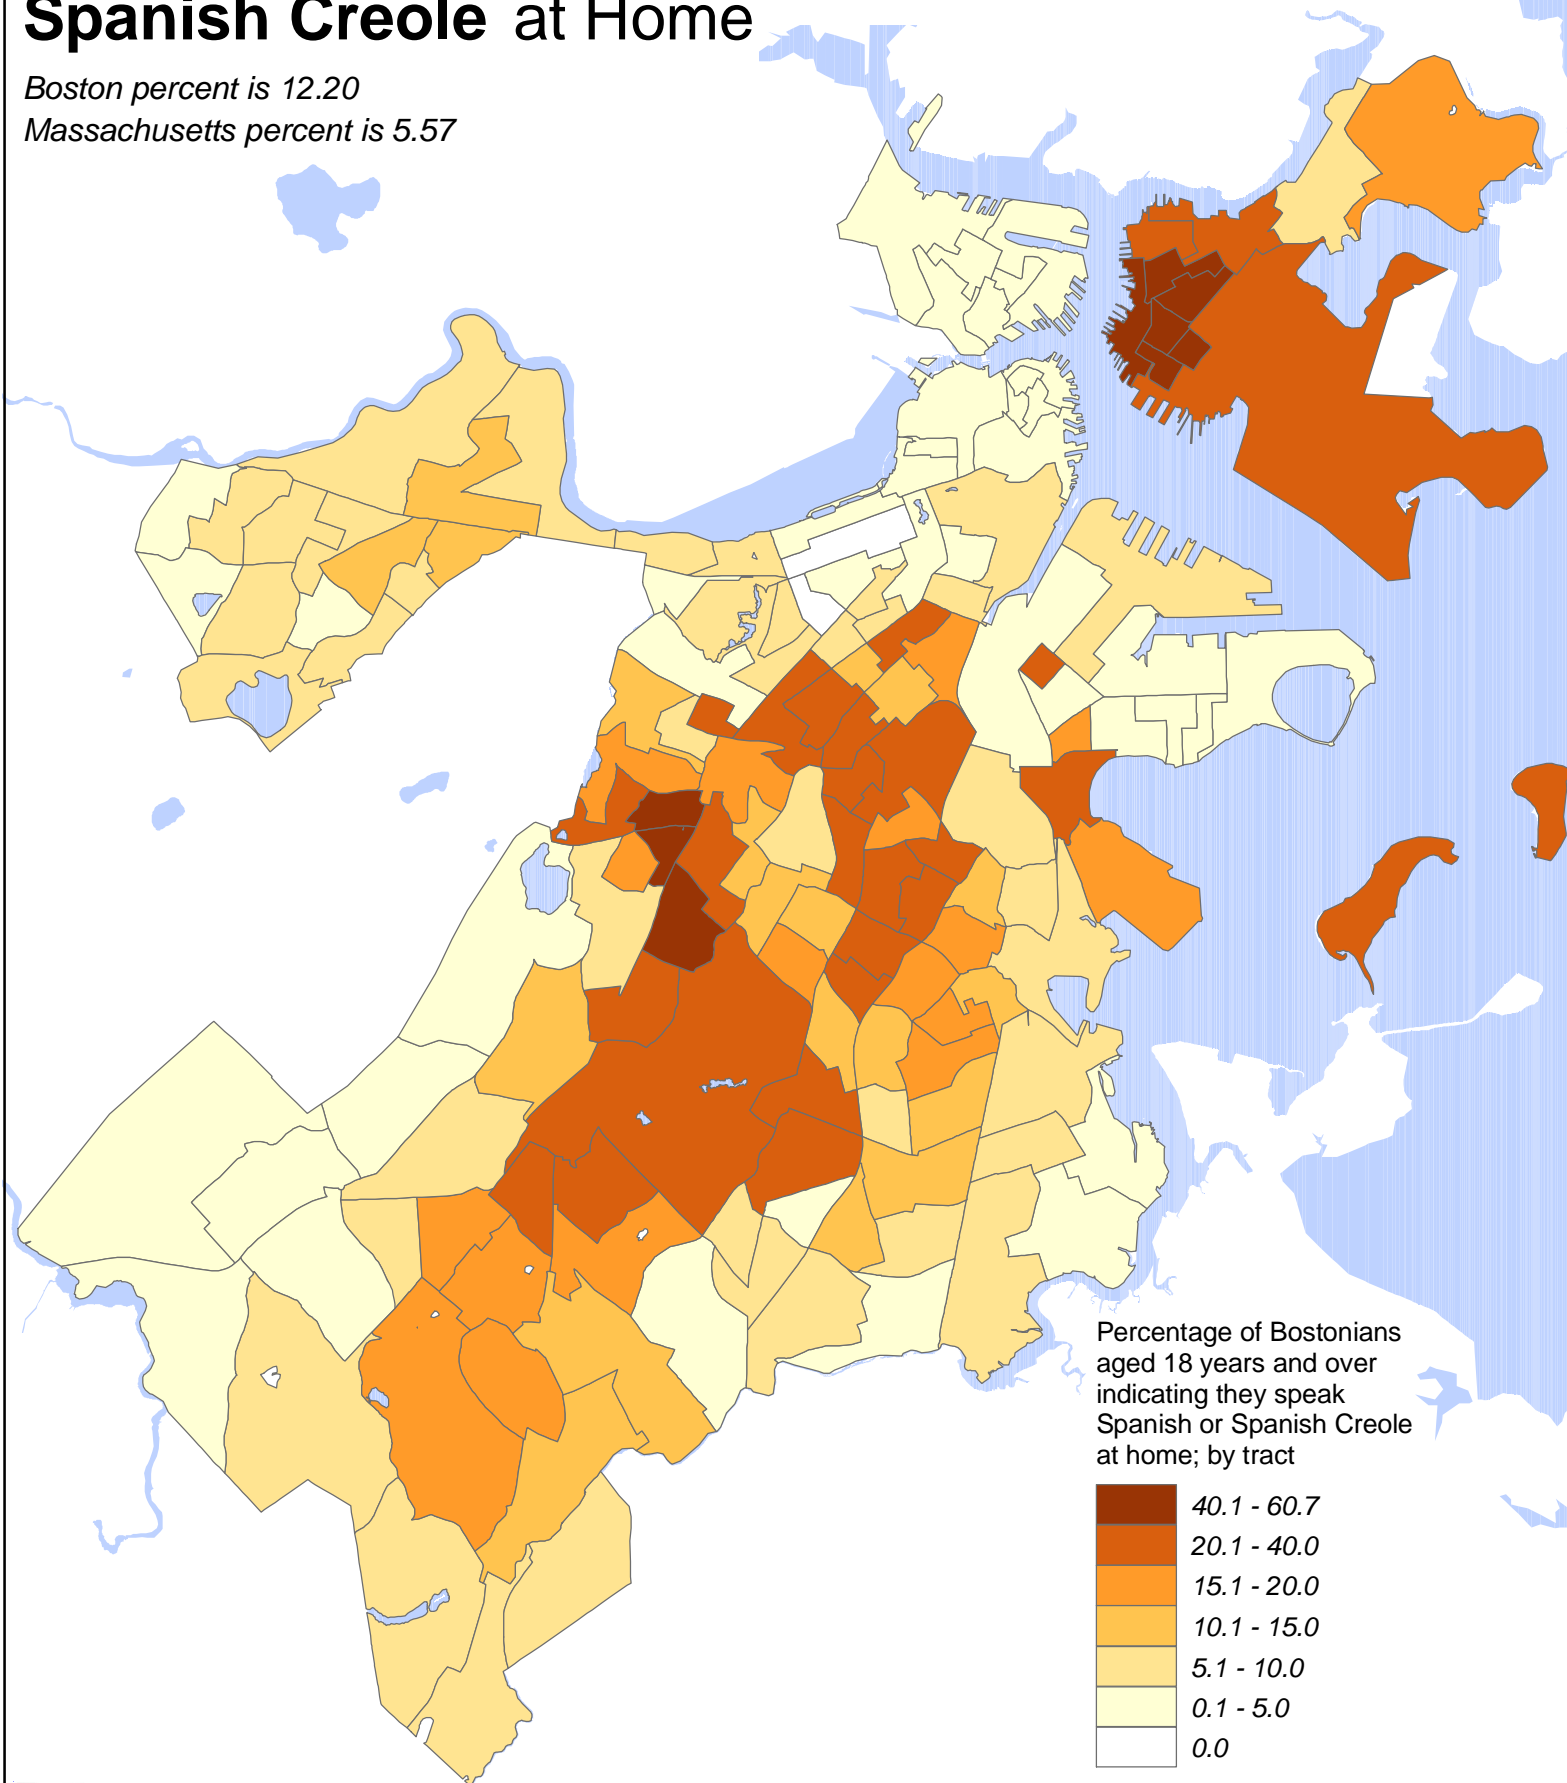 Spanish Creole at Home
Boston percent is 12.20
Massachusetts percent is 5.57
Percentage of Bostonians
aged 18 years and over
indicating they speak
Spanish or Spanish Creole
at home; by tract
40.1 - 60.7
20.1 - 40.0
15.1 - 20.0
10.1 - 15.0
5.1 - 10.0
0.1 - 5.0
0.0